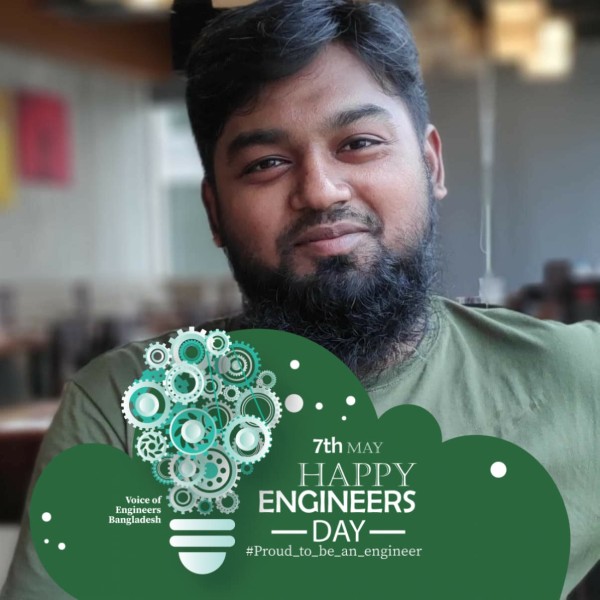 7th MAY
HAPPY
ENGINEERS
DAY
#Proud_to_be_an_engineer
Voice of
Engineers
Bangladesh